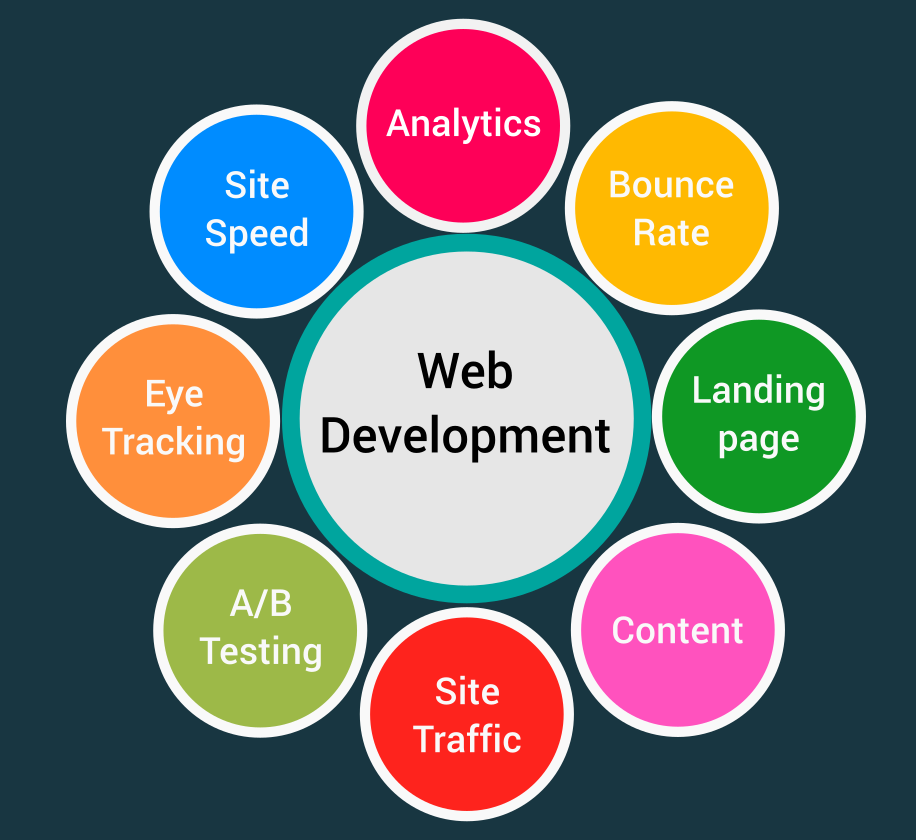 Analytics
Bounce
Rate
Landing
page
Content
Site
Traffic
A/B
Testing
Eye
Tracking
Site
Speed
Web
Development